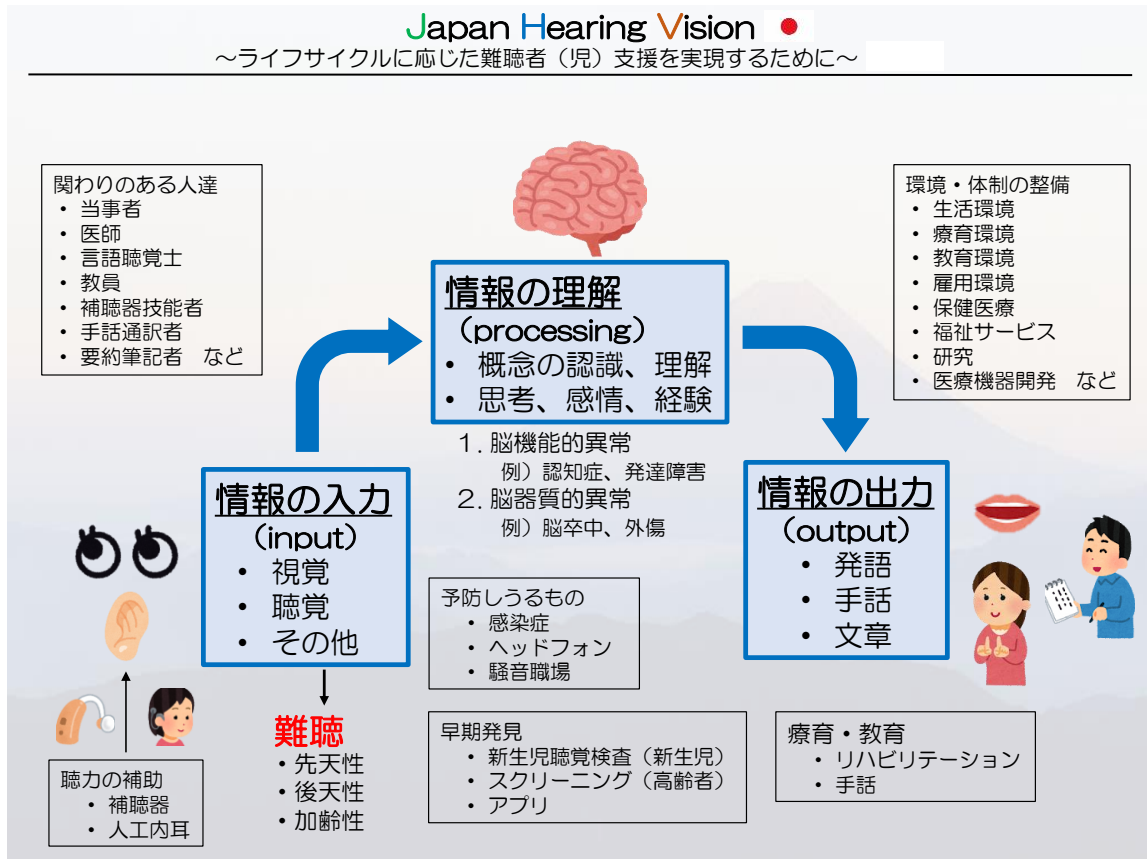 Japan Hearing Vision
～ライフサイクルに応じた難聴者（児）支援を実現するために～
関わりのある人達
・ 当事者
・ 医師
・ 言語聴覚士
・ 教員
・ 補聴器技能者
・ 手話通訳者
・ 要約筆記者　など
環境・体制の整備
・ 生活環境
・ 療育環境
・ 教育環境
・ 雇用環境
・ 保健医療
・ 福祉サービス
・ 研究
・ 医療機器開発　など
情報の理解
（processing）
・ 概念の認識、理解
・ 思考、感情、経験
１．脳機能的異常
例）認知症、発達障害
２．脳器質的異常
例）脳卒中、外傷
情報の入力
（input）
・ 視覚
・ 聴覚
・ その他
情報の出力
（output）
・ 発語
・ 手話
・ 文章
予防しうるもの
・ 感染症
・ ヘッドフォン
・ 騒音職場
難聴
・先天性
・後天性
・加齢性
早期発見
・ 新生児聴覚検査（新生児）
・ スクリーニング（高齢者）
・ アプリ
療育・教育
・ リハビリテーション
・ 手話
聴力の補助
・ 補聴器
・ 人工内耳